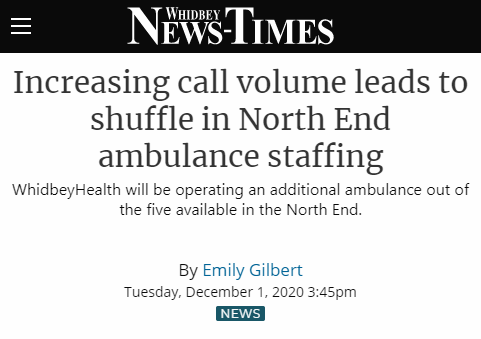 WHIDBEY
NEWS-TIMES
Increasing call volume leads to
shuffle in North End
ambulance staffing
WhidbeyHealth will be operating an additional ambulance out of
the five available in the North End.
By Emily Gilbert
Tuesday, December 1, 2020 3:45pm
NEWS